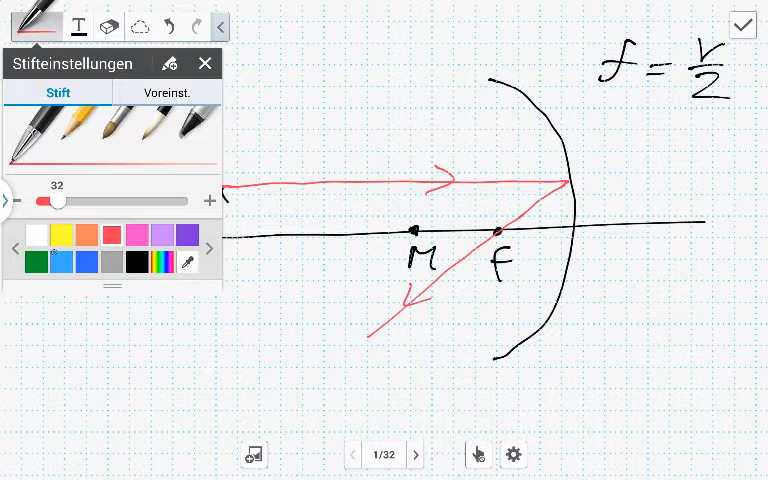 T
Stifteinstellungen
Stift Voreinst.
32
f = r/2
M F
1/32